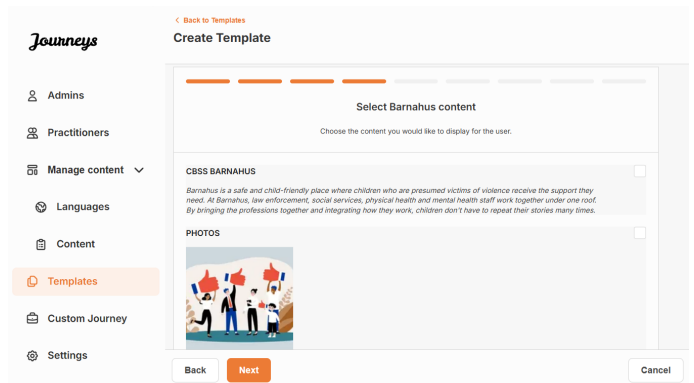 Journeys
Admins
Practitioners
Manage content
Languages
Content
Templates
Custom Journey
Settings
Back to Templates
Create Template
Select Barnahus content
Choose the content you would like to display for the user.
CBSS BARNAHUS
Barnahus is a safe and child-friendly place where children who are presumed victims of violence receive the support they
need. At Barnahus, law enforcement, social services, physical health and mental health staff work together under one roof.
By bringing the professions together and integrating how they work, children don't have to repeat their stories many times.
PHOTOS
Back
Next
Cancel